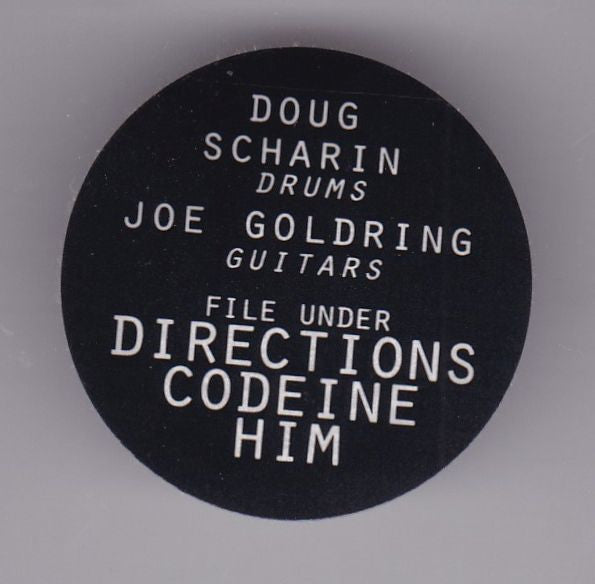 DOUG
SCHARIN
DRUMS
JOE GOLDRING
GUITARS
FILE UNDER
DIRECTIONS
CODEINE
HIM